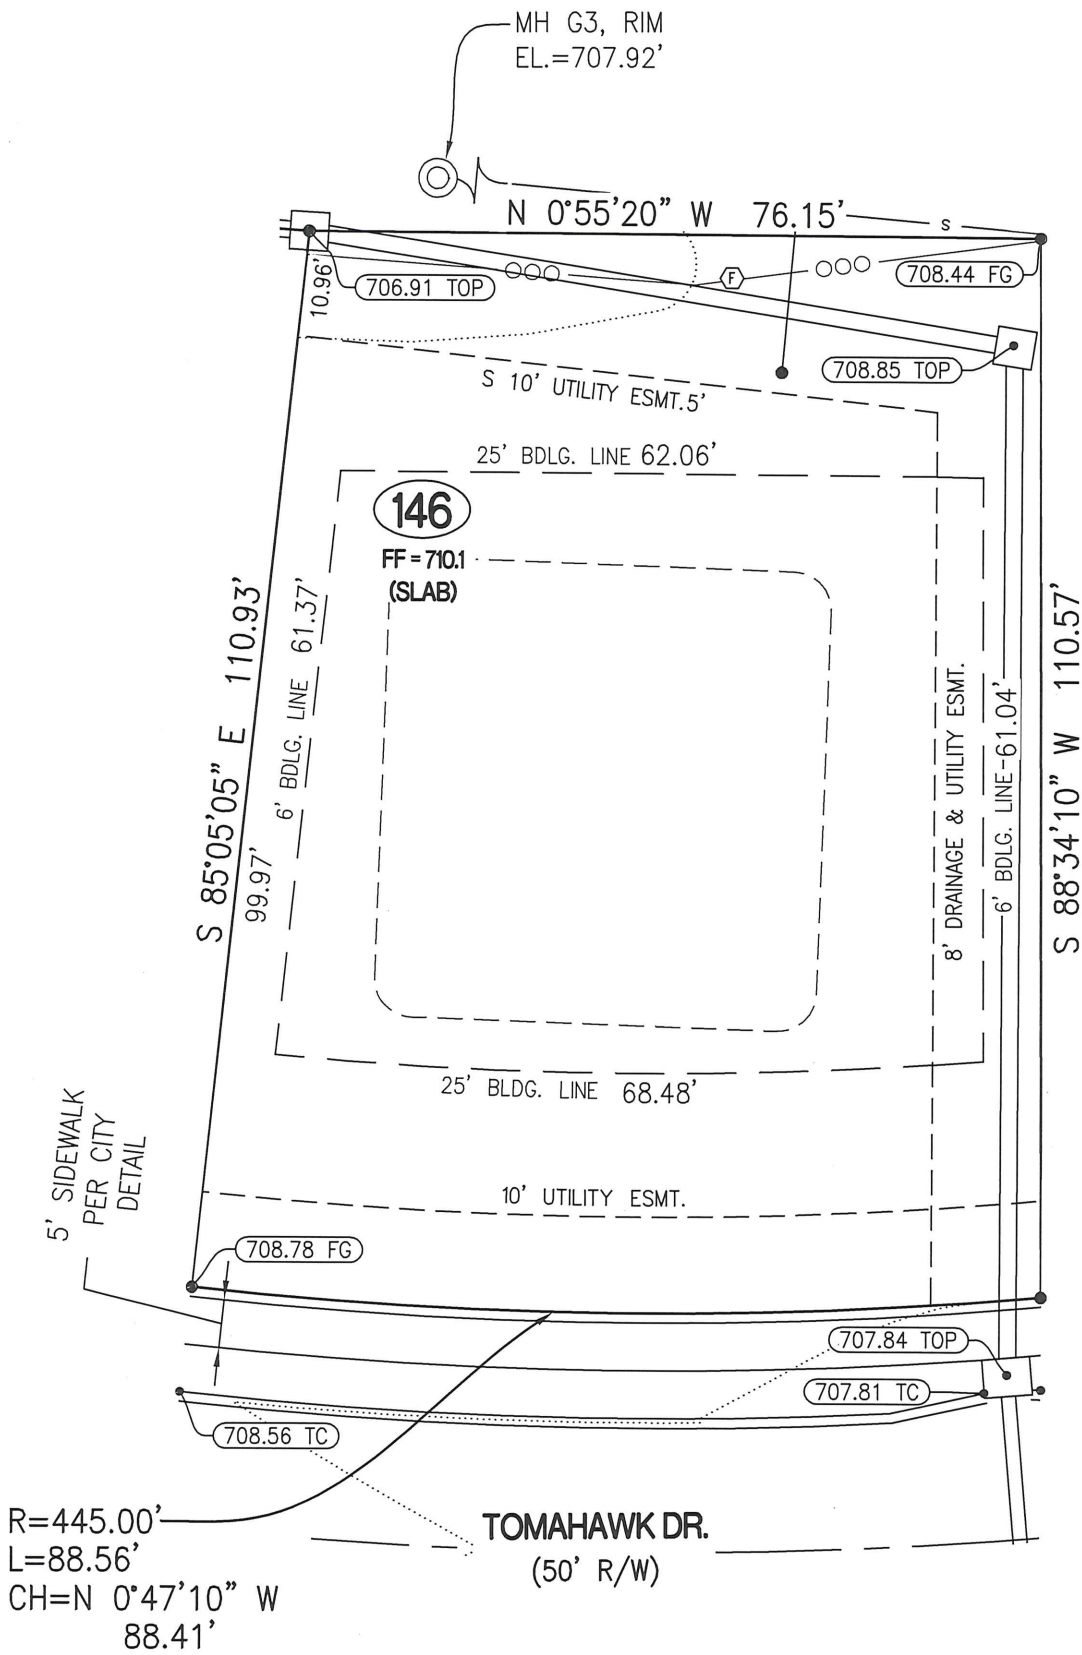 MH G3, RIM
EL.=707.92'
N 0°55'20" W 76.15'
S
10.96'
706.91 TOP
F
708.44 FG
708.85 TOP
S 10' UTILITY ESMT.5'
25' BDLG. LINE 62.06'
146
FF = 710.1
(SLAB)
S 85°05'05" E 110.93'
99.97'
6' BDLG. LINE 61.37'
8' DRAINAGE & UTILITY ESMT.
6' BDLG. LINE-61.04'
S 88°34'10" W 110.57'
25' BLDG. LINE 68.48'
5' SIDEWALK
PER CITY
DETAIL
10' UTILITY ESMT.
708.78 FG
707.84 TOP
707.81 TC
708.56 TC
R=445.00'
L=88.56'
CH=N 0°47'10" W
88.41'
TOMAHAWK DR.
(50' R/W)